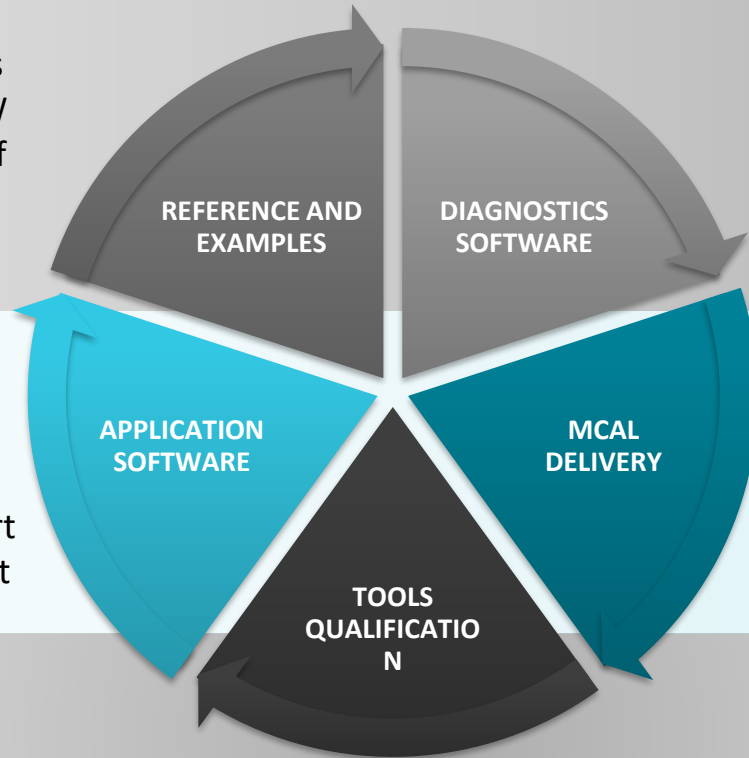 REFERENCE AND
EXAMPLES
DIAGNOSTICS
SOFTWARE
APPLICATION
SOFTWARE
MCAL
DELIVERY
TOOLS
QUALIFICATIO
N